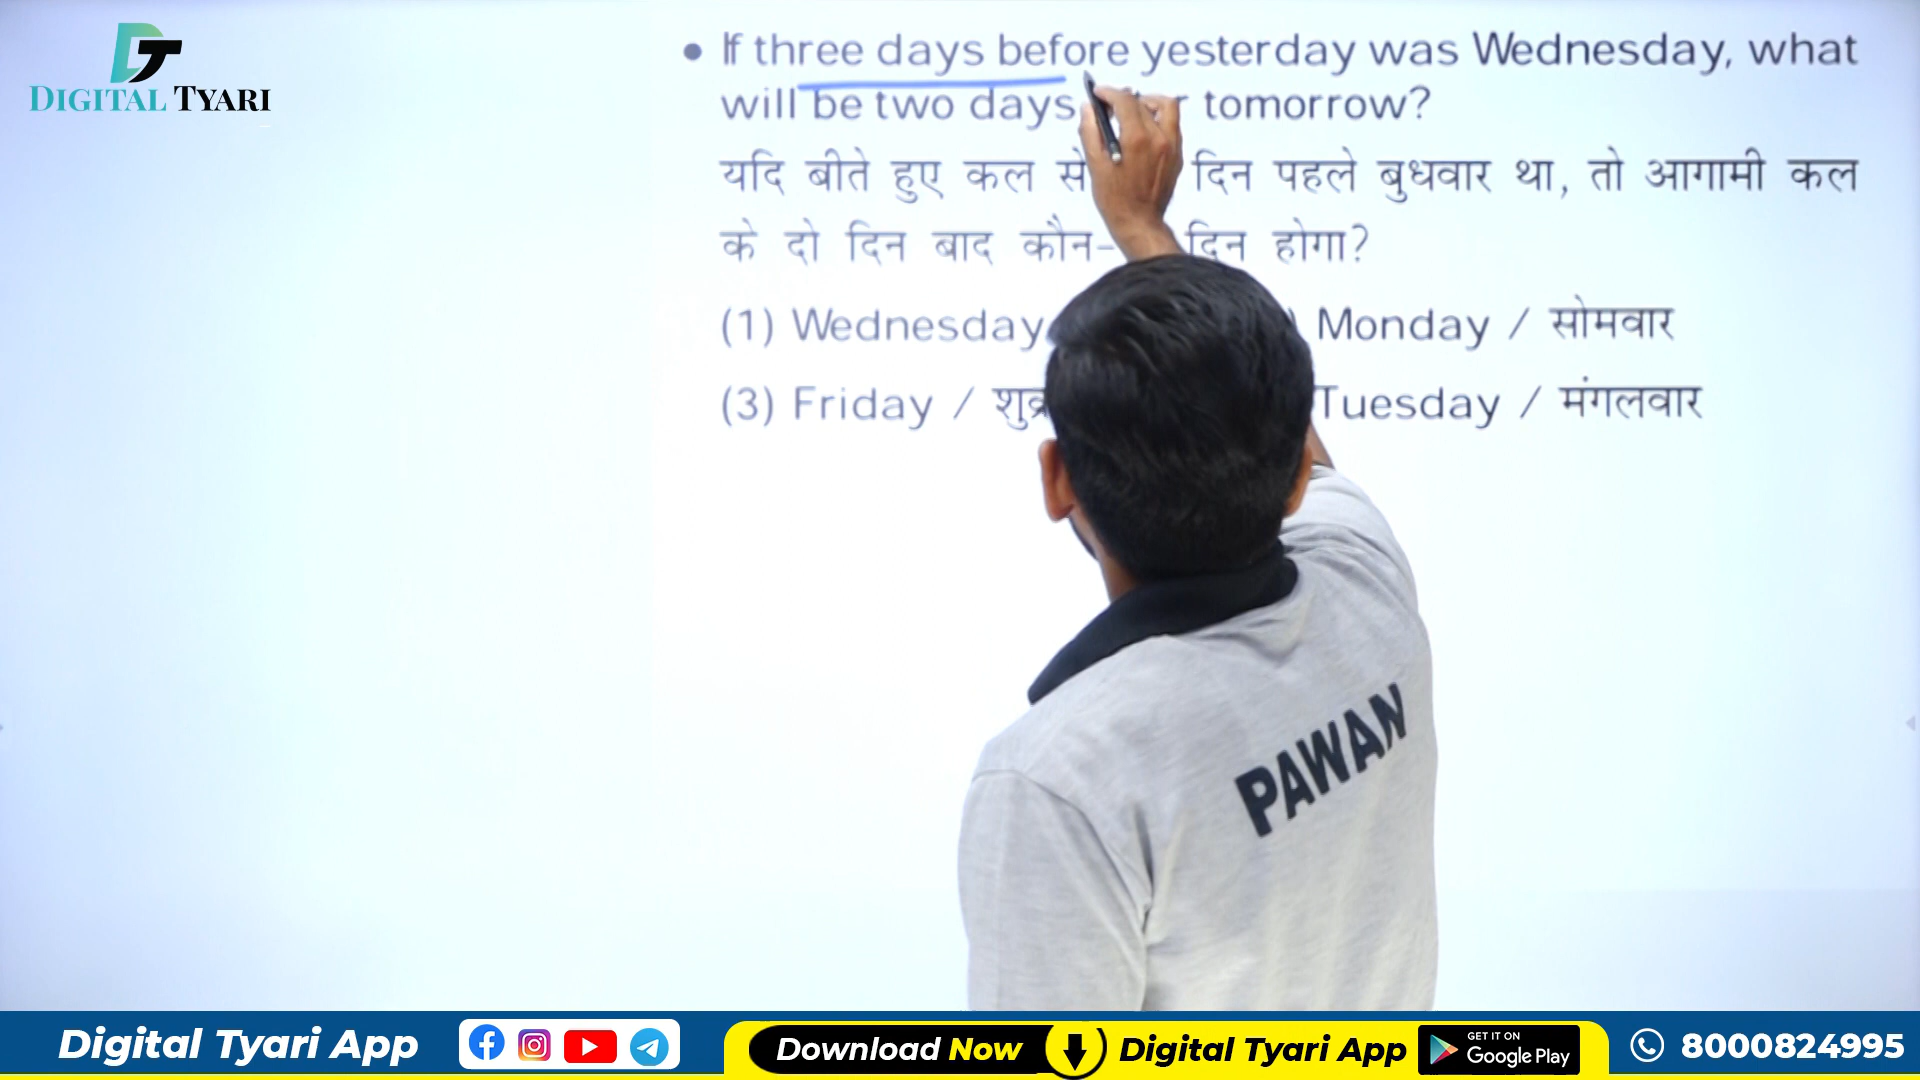 DIGITAL TYARI
• If three days before yesterday was Wednesday, what
will be two days tomorrow?
यदि बीते हुए कल से दिन पहले बुधवार था, तो आगामी कल
के दो दिन बाद कौन- दिन होगा?
(1) Wednesday Monday / सोमवार
(3) Friday / Tuesday / मंगलवार
PAWAN
Digital Tyari App Download Now Digital Tyari App GET IT ON Google Play 8000824995